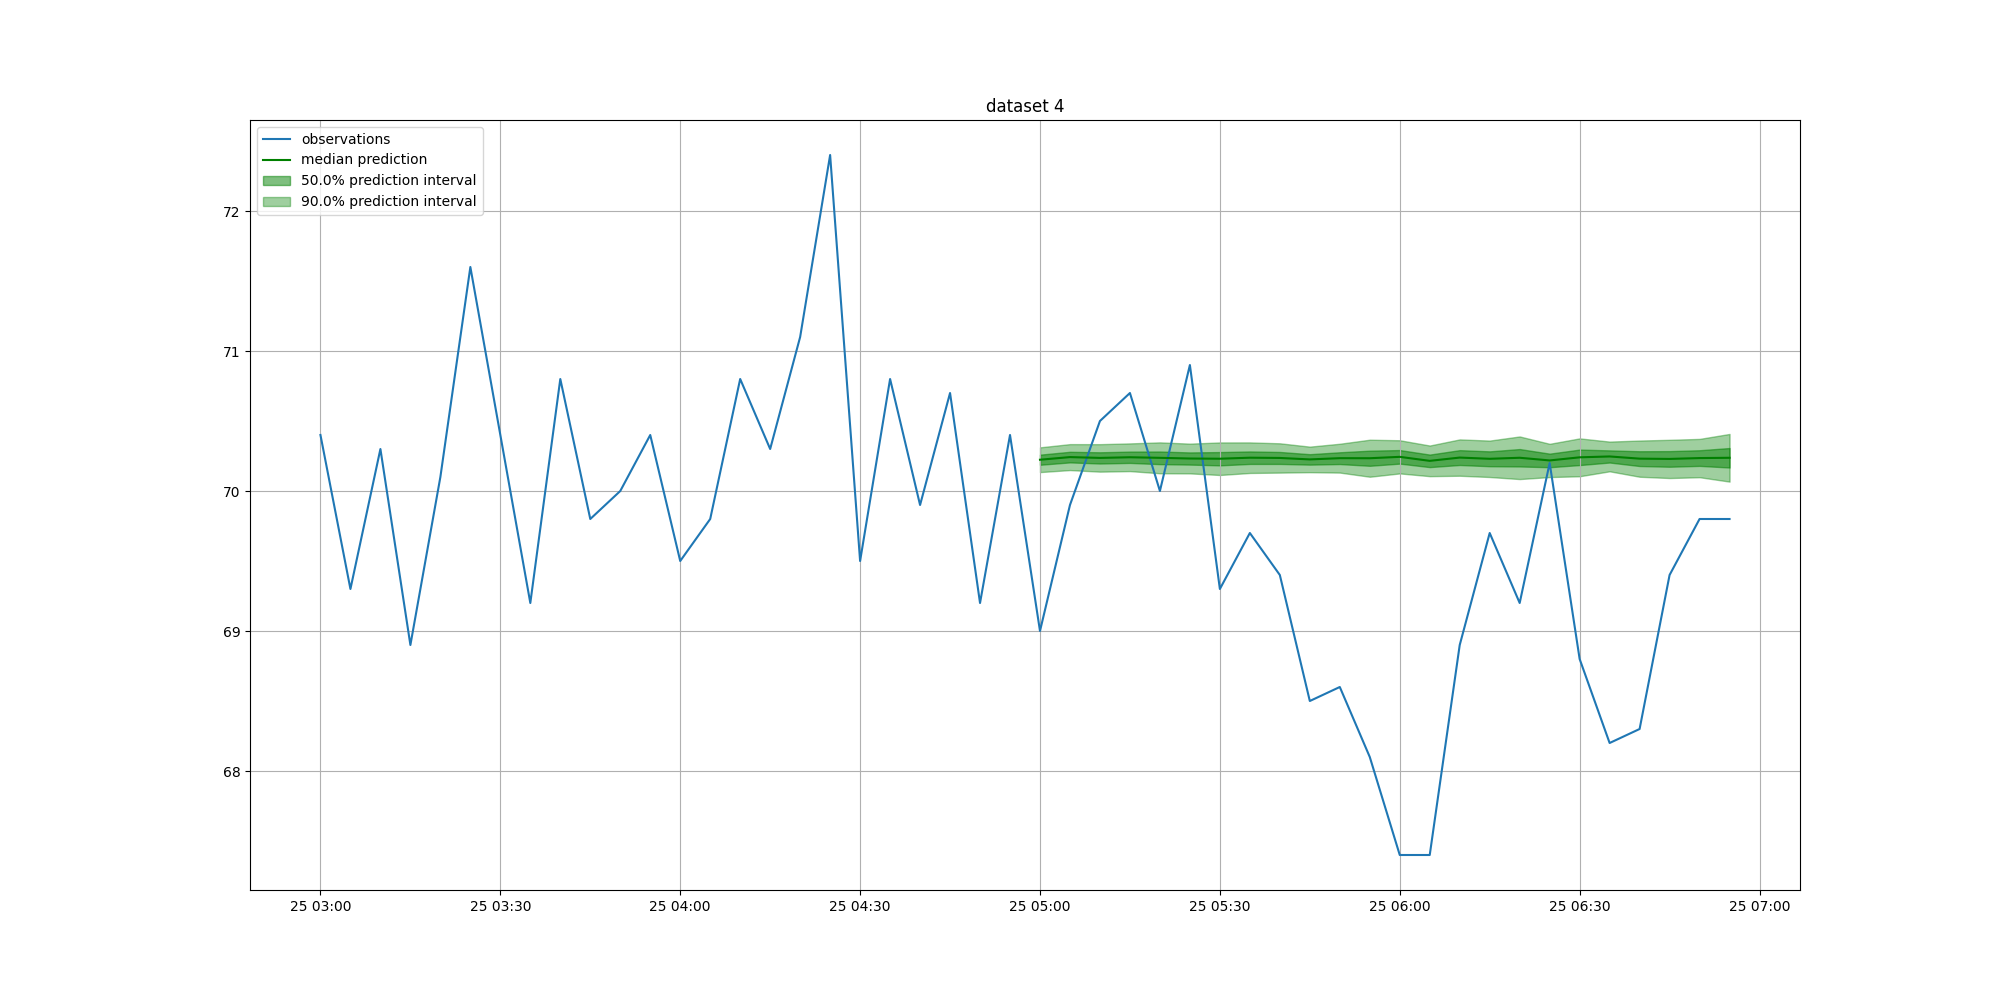 dataset 4
observations
median prediction
50.0% prediction interval
90.0% prediction interval
72
71
70
69
68
25 03:00
25 03:30
25 04:00
25 04:30
25 05:00
25 05:30
25 06:00
25 06:30
25 07:00